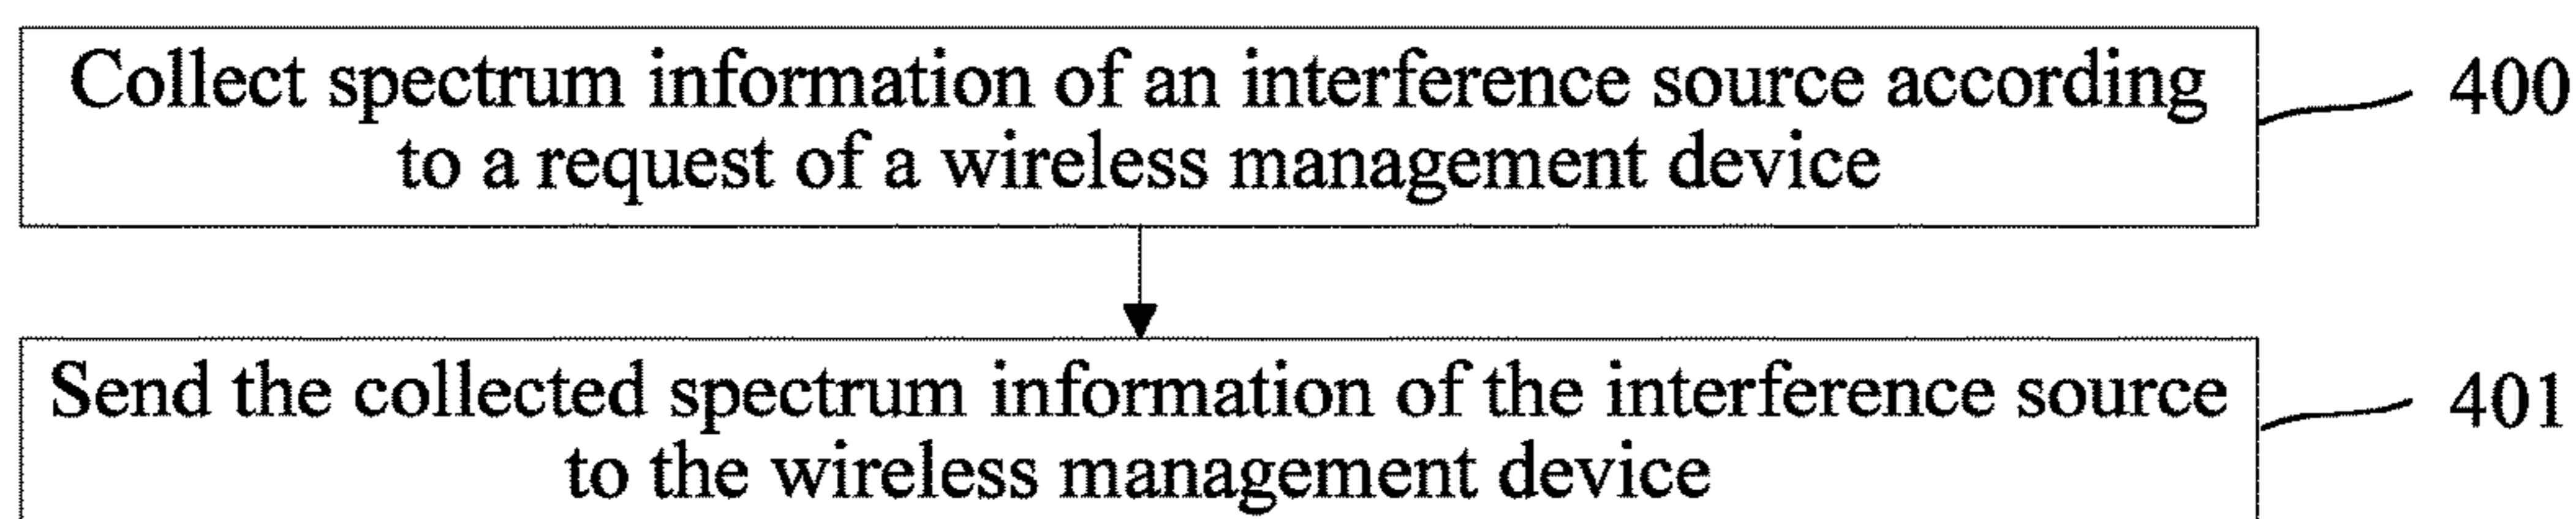 Collect spectrum information of an interference source according
to a request of a wireless management device
400
Send the collected spectrum information of the interference source
to the wireless management device
401